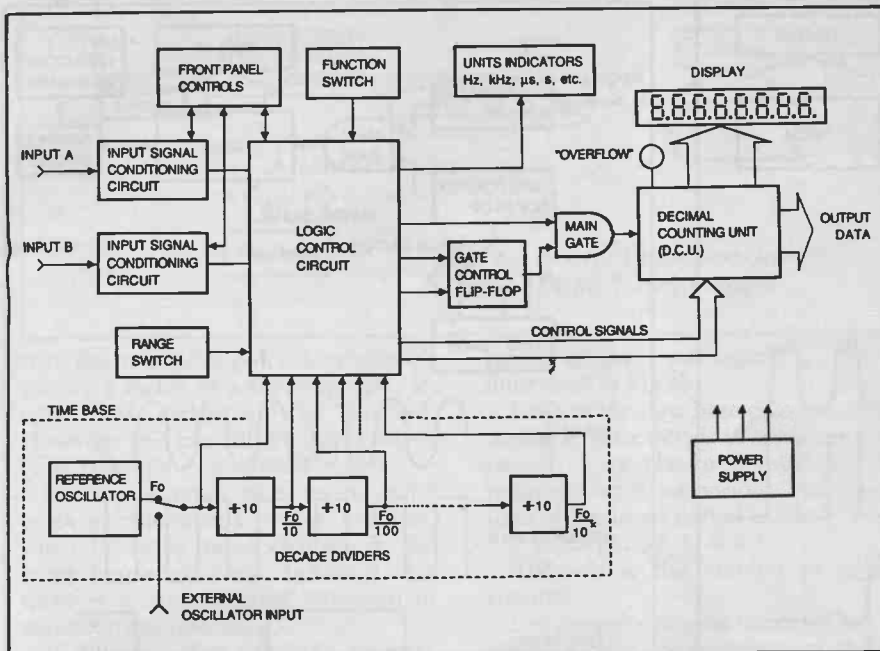 FRONT PANEL
CONTROLS
FUNCTION
SWITCH
UNITS INDICATORS
Hz, kHz, µs, s, etc.
DISPLAY
8.8.8.8.8.8.8.8.
INPUT A
INPUT SIGNAL
CONDITIONING
CIRCUIT
"OVERFLOW"
INPUT B
INPUT SIGNAL
CONDITIONING
CIRCUIT
LOGIC
CONTROL
CIRCUIT
GATE
CONTROL
FLIP-FLOP
MAIN
GATE
DECIMAL
COUNTING UNIT
(D.C.U.)
OUTPUT
DATA
RANGE
SWITCH
CONTROL SIGNALS
TIME BASE
REFERENCE
OSCILLATOR
Fo
÷10
Fo
10
÷10
Fo
100
÷10
Fo
10ˣ
DECADE DIVIDERS
EXTERNAL
OSCILLATOR INPUT
POWER
SUPPLY